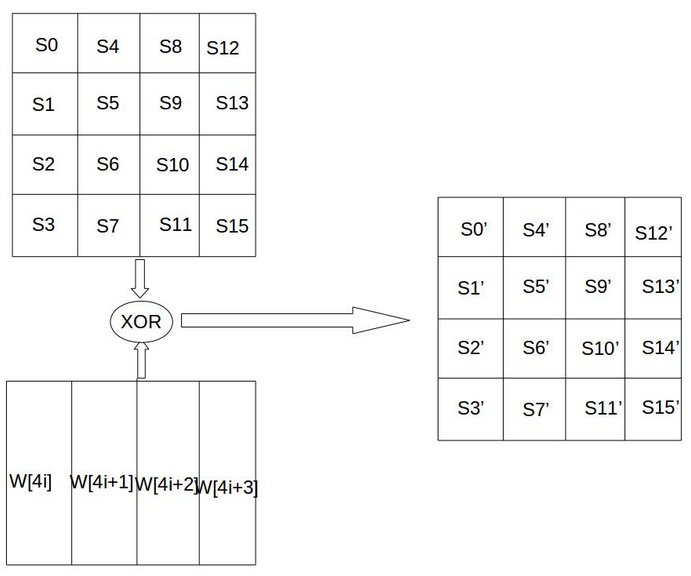 S0 S4 S8 S12
S1 S5 S9 S13
S2 S6 S10 S14
S3 S7 S11 S15
XOR
W[4i] W[4i+1] W[4i+2] W[4i+3]
S0’ S4’ S8’ S12’
S1’ S5’ S9’ S13’
S2’ S6’ S10’ S14’
S3’ S7’ S11’ S15’